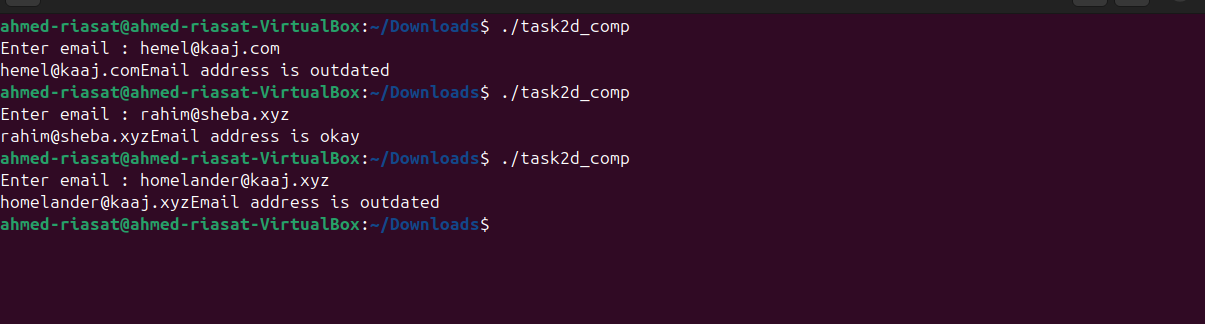 ahmed-riasat@ahmed-riasat-VirtualBox:~/Downloads$ ./task2d_comp
Enter email : hemel@kaaj.com
hemel@kaaj.comEmail address is outdated
ahmed-riasat@ahmed-riasat-VirtualBox:~/Downloads$ ./task2d_comp
Enter email : rahim@sheba.xyz
rahim@sheba.xyzEmail address is okay
ahmed-riasat@ahmed-riasat-VirtualBox:~/Downloads$ ./task2d_comp
Enter email : homelander@kaaj.xyz
homelander@kaaj.xyzEmail address is outdated
ahmed-riasat@ahmed-riasat-VirtualBox:~/Downloads$